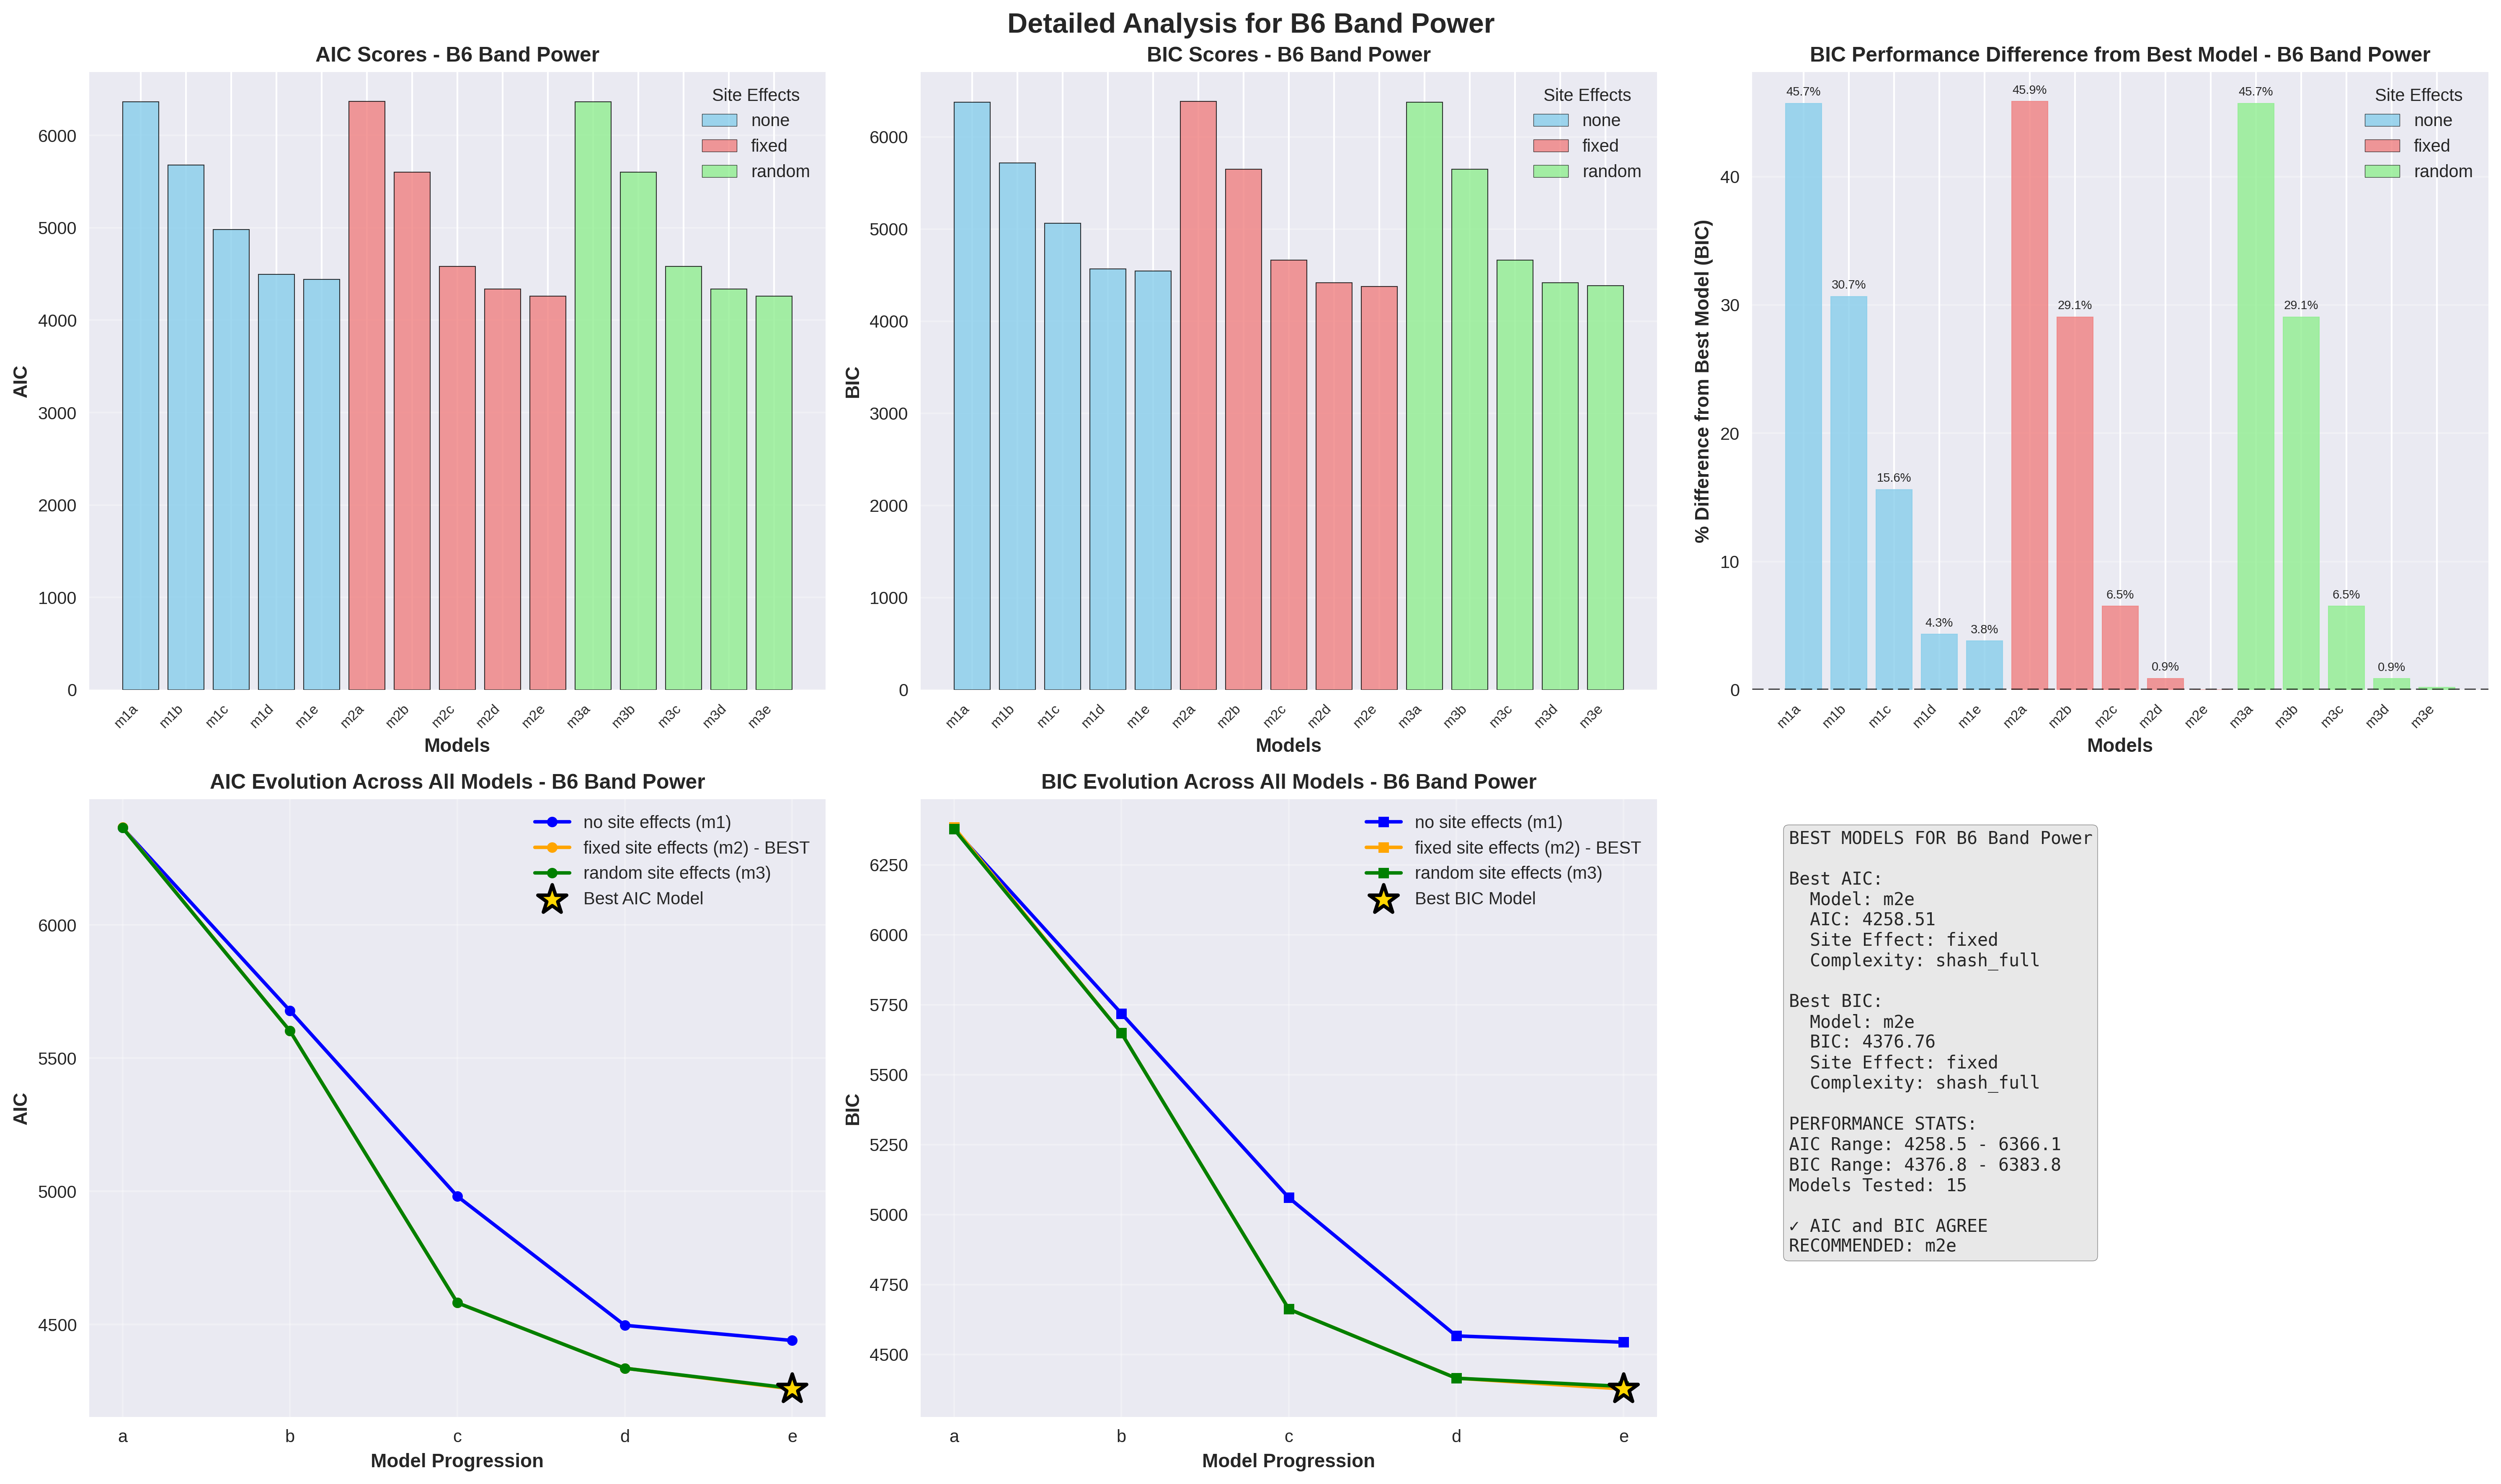 Detailed Analysis for B6 Band Power
AIC Scores - B6 Band Power
AIC
6000
5000
4000
3000
2000
1000
0
Site Effects
none
fixed
random
m1a m1b m1c m1d m1e m2a m2b m2c m2d m2e m3a m3b m3c m3d m3e
Models
BIC Scores - B6 Band Power
BIC
6000
5000
4000
3000
2000
1000
0
Site Effects
none
fixed
random
m1a m1b m1c m1d m1e m2a m2b m2c m2d m2e m3a m3b m3c m3d m3e
Models
BIC Performance Difference from Best Model - B6 Band Power
% Difference from Best Model (BIC)
40
30
20
10
0
45.7% 30.7% 15.6% 4.3% 3.8% 45.9% 29.1% 6.5% 0.9% 45.7% 29.1% 6.5% 0.9%
Site Effects
none
fixed
random
m1a m1b m1c m1d m1e m2a m2b m2c m2d m2e m3a m3b m3c m3d m3e
Models
AIC Evolution Across All Models - B6 Band Power
AIC
6000
5500
5000
4500
no site effects (m1)
fixed site effects (m2) - BEST
random site effects (m3)
Best AIC Model
a b c d e
Model Progression
BIC Evolution Across All Models - B6 Band Power
BIC
6250
6000
5750
5500
5250
5000
4750
4500
no site effects (m1)
fixed site effects (m2) - BEST
random site effects (m3)
Best BIC Model
a b c d e
Model Progression
BEST MODELS FOR B6 Band Power
Best AIC:
Model: m2e
AIC: 4258.51
Site Effect: fixed
Complexity: shash_full
Best BIC:
Model: m2e
BIC: 4376.76
Site Effect: fixed
Complexity: shash_full
PERFORMANCE STATS:
AIC Range: 4258.5 - 6366.1
BIC Range: 4376.8 - 6383.8
Models Tested: 15
✓ AIC and BIC AGREE
RECOMMENDED: m2e